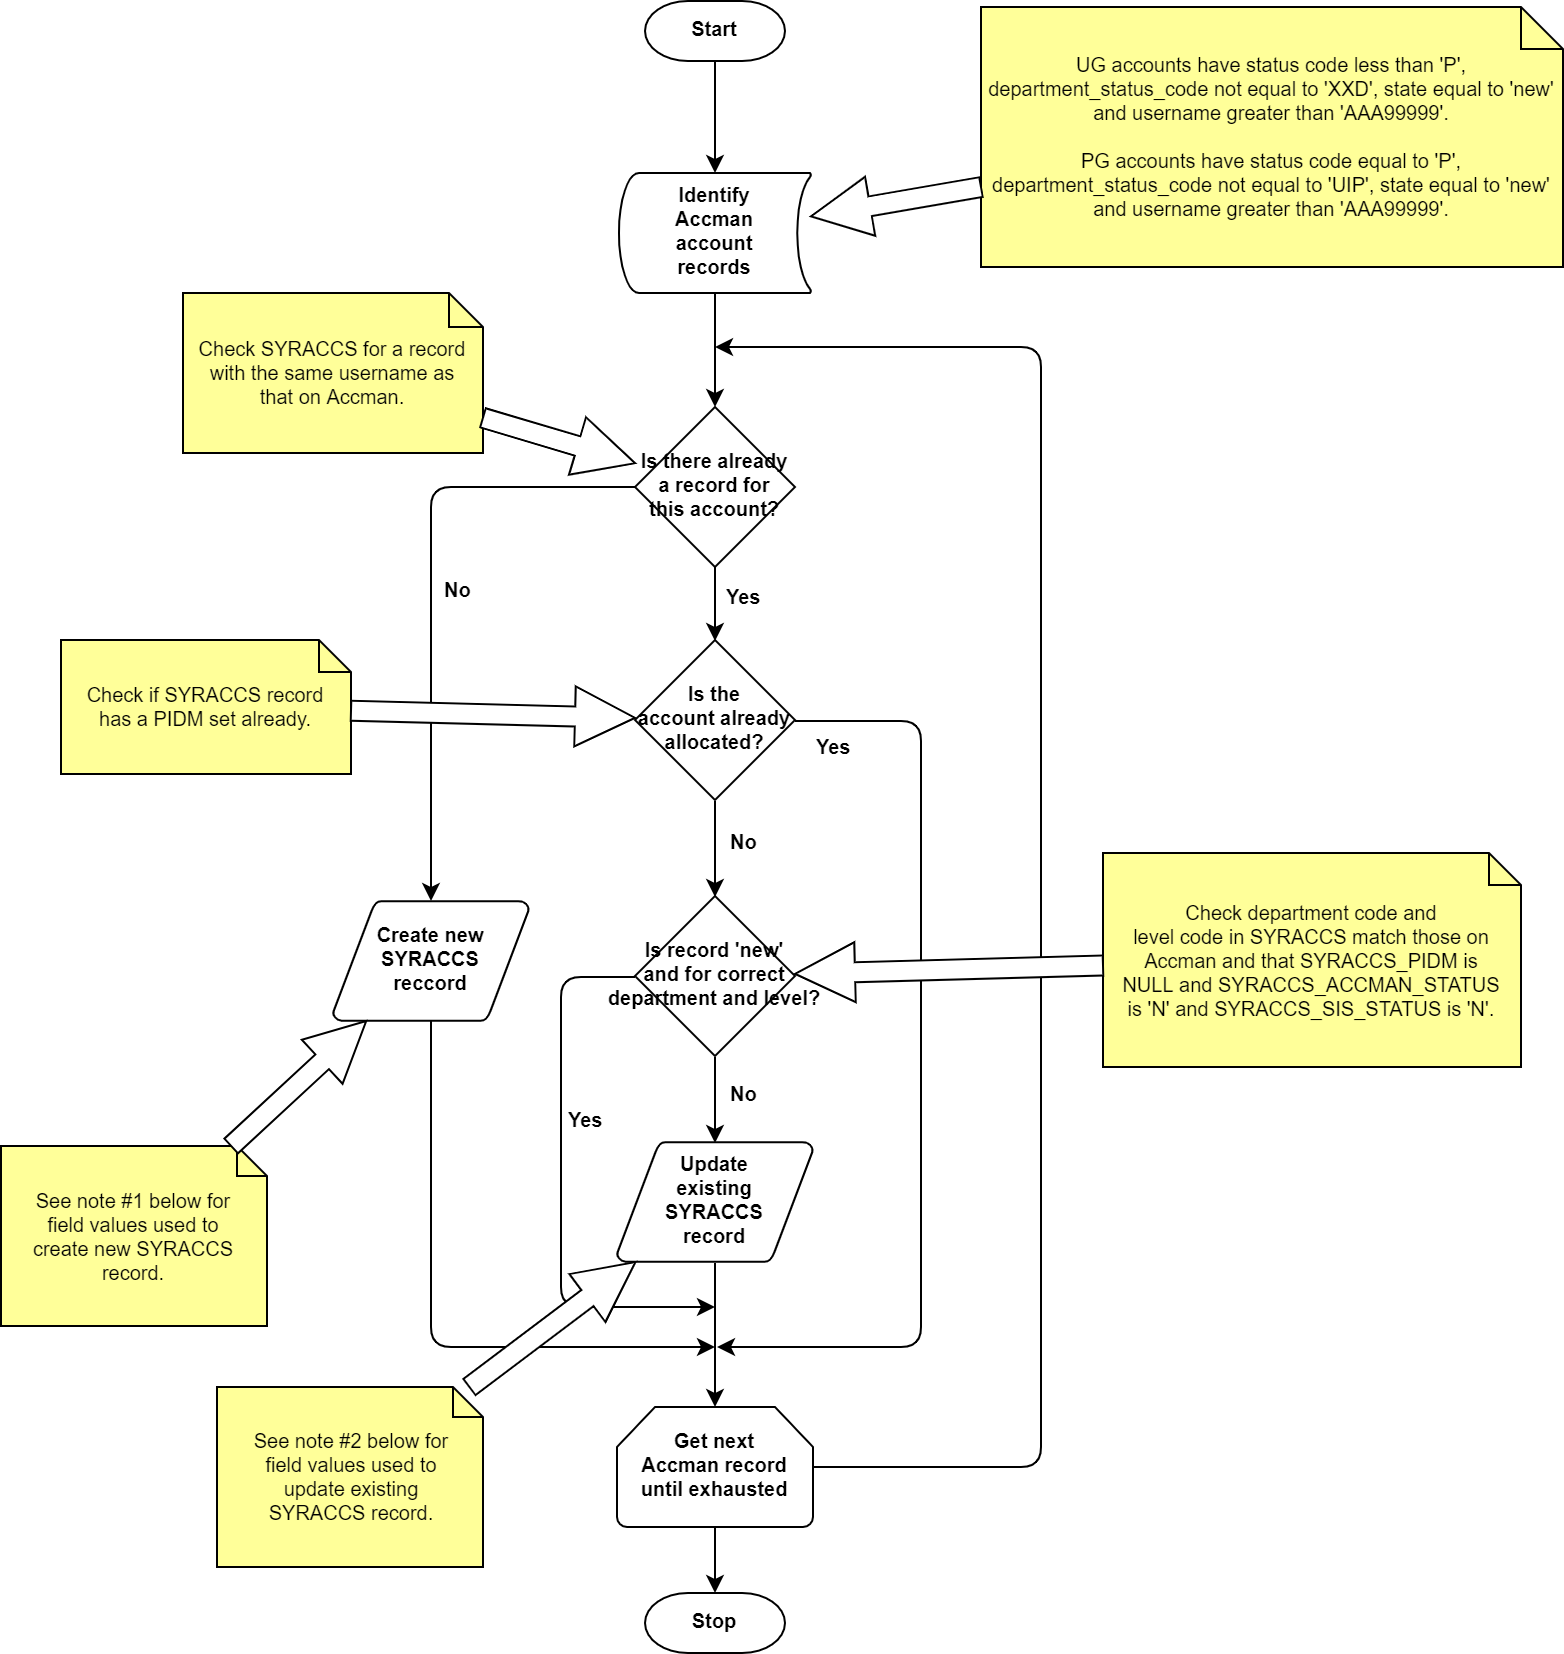 Start
UG accounts have status code less than 'P',
department_status_code not equal to 'XXD', state equal to 'new'
and username greater than 'AAA99999'.
PG accounts have status code equal to 'P',
department_status_code not equal to 'UIP', state equal to 'new'
and username greater than 'AAA99999'.
Identify
Accman
account
records
Check SYRACCS for a record
with the same username as
that on Accman.
Is there already
a record for
this account?
No
Yes
Check if SYRACCS record
has a PIDM set already.
Is the
account already
allocated?
Yes
No
Create new
SYRACCS
reccord
Is record 'new'
and for correct
department and level?
Check department code and
level code in SYRACCS match those on
Accman and that SYRACCS_PIDM is
NULL and SYRACCS_ACCMAN_STATUS
is 'N' and SYRACCS_SIS_STATUS is 'N'.
No
Yes
Update
existing
SYRACCS
record
See note #1 below for
field values used to
create new SYRACCS
record.
See note #2 below for
field values used to
update existing
SYRACCS record.
Get next
Accman record
until exhausted
Stop